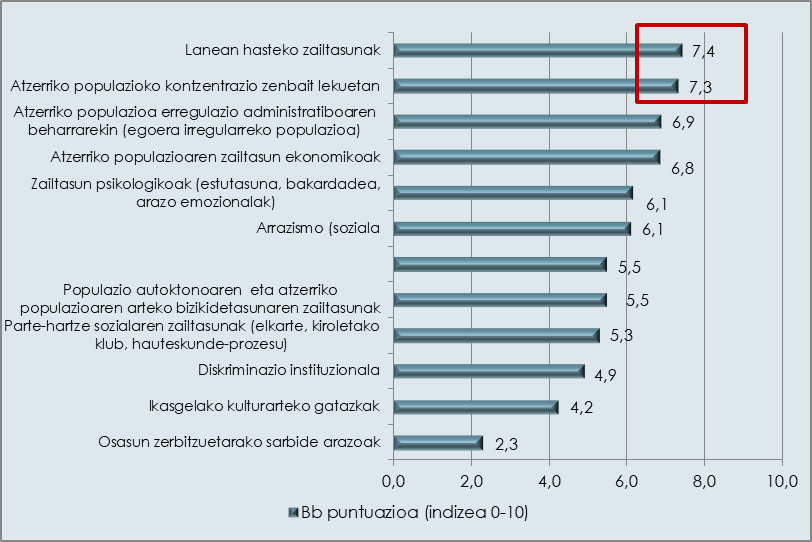 Lanean hasteko zailtasunak
7,4
Atzerriko populazioko kontzentrazio zenbait lekuetan
7,3
Atzerriko populazioa erregulazio administratiboaren
beharrarekin (egoera irregularreko populazioa)
6,9
Atzerriko populazioaren zailtasun ekonomikoak
6,8
Zailtasun psikologikoak (estutasuna, bakardadea,
arazo emozionalak)
6,1
Arrazismo (soziala
6,1
5,5
Populazio autoktonoaren eta atzerriko
populazioaren arteko bizikidetasunaren zailtasunak
5,5
Parte-hartze sozialaren zailtasunak (elkarte, kiroletako
klub, hauteskunde-prozesu)
5,3
Diskriminazio instituzionala
4,9
Ikasgelako kulturarteko gatazkak
4,2
Osasun zerbitzuetarako sarbide arazoak
2,3
0,0 2,0 4,0 6,0 8,0 10,0
Bb puntuazioa (indizea 0-10)